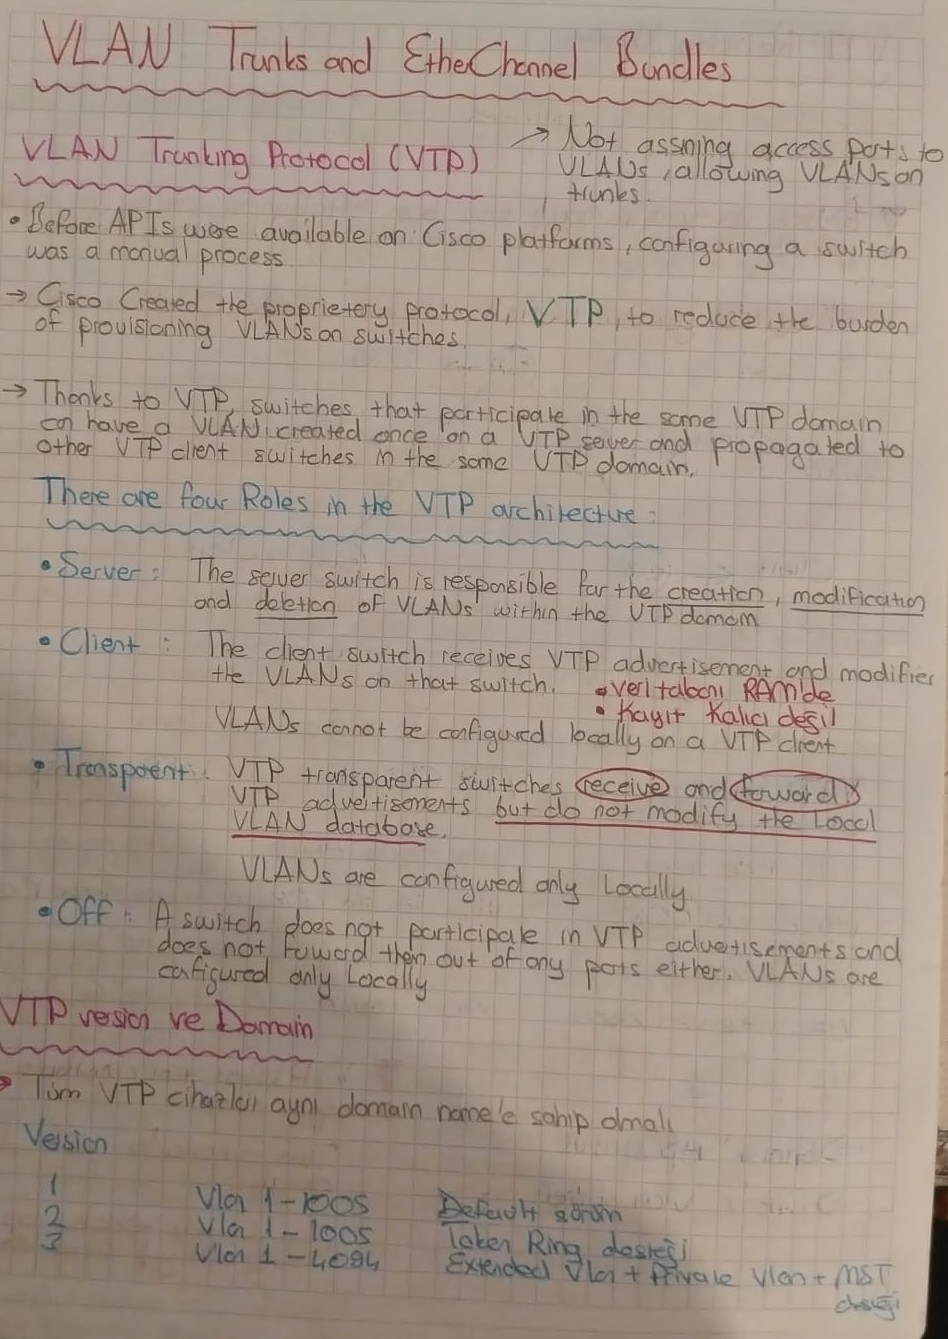 VLAN Trunks and EtherChannel Bundles
VLAN Trunking Protocol (VTP)
→ Not assning access ports to
VLANs, allowing VLANs on
trunks.
• Before APIs were available on Cisco platforms, configuring a switch
was a manual process
→ Cisco Created the proprietery protocol, VTP, to reduce the burden
of provisioning VLANs on switches.
→ Thanks to VTP, switches that participate in the same VTP domain
can have a VLAN created once on a VTP server and propagated to
other VTP client switches in the same VTP domain.
There are four Roles in the VTP architecture:
• Server: The server switch is responsible for the creation, modification
and deletion of VLANs within the VTP domain
• Client: The client switch receives VTP advertisement and modifies
the VLANs on that switch.
• veri tabanı RAM'de
• Kayıt Kalıcı değil
VLANs cannot be configured locally on a VTP client
• Transparent: VTP transparent switches receive and forward
VTP advertisements but do not modify the Local
VLAN database.
VLANs are configured only Locally
• Off: A switch does not participate in VTP advertisements and
does not forward them out of any ports either. VLANs are
configured only Locally
VTP version ve Domain
• Tüm VTP cihazları aynı domain name'e sahip olmalı
Version
1 Vlan 1-1005 Default sürüm
2 Vlan 1-1005 Token Ring desteği
3 Vlan 1-4094 Extended Vlan + Private Vlan + MST
desteği